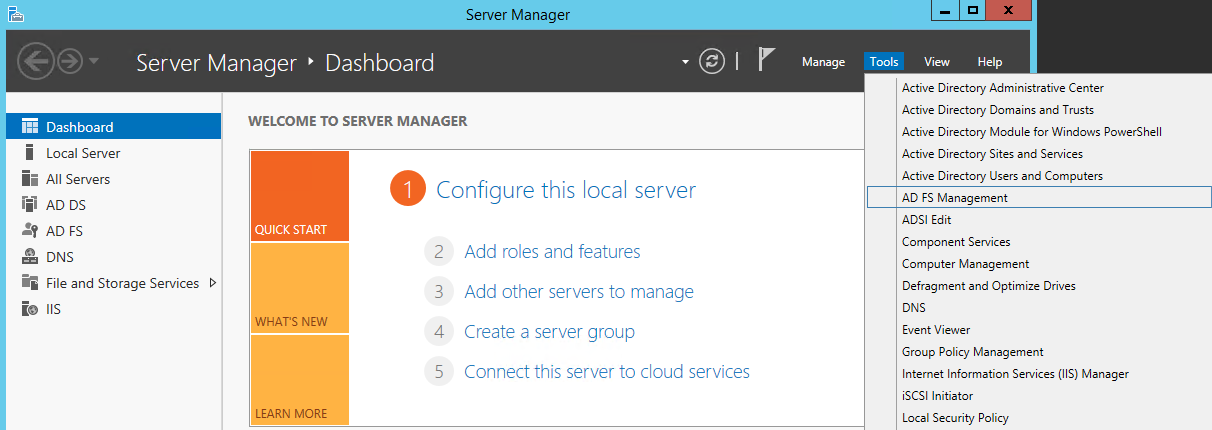 Server Manager
Server Manager ‣ Dashboard
Manage
Tools
View
Help
Dashboard
Local Server
All Servers
AD DS
AD FS
DNS
File and Storage Services
IIS
WELCOME TO SERVER MANAGER
QUICK START
WHAT'S NEW
LEARN MORE
1 Configure this local server
2 Add roles and features
3 Add other servers to manage
4 Create a server group
5 Connect this server to cloud services
Active Directory Administrative Center
Active Directory Domains and Trusts
Active Directory Module for Windows PowerShell
Active Directory Sites and Services
Active Directory Users and Computers
AD FS Management
ADSI Edit
Component Services
Computer Management
Defragment and Optimize Drives
DNS
Event Viewer
Group Policy Management
Internet Information Services (IIS) Manager
iSCSI Initiator
Local Security Policy